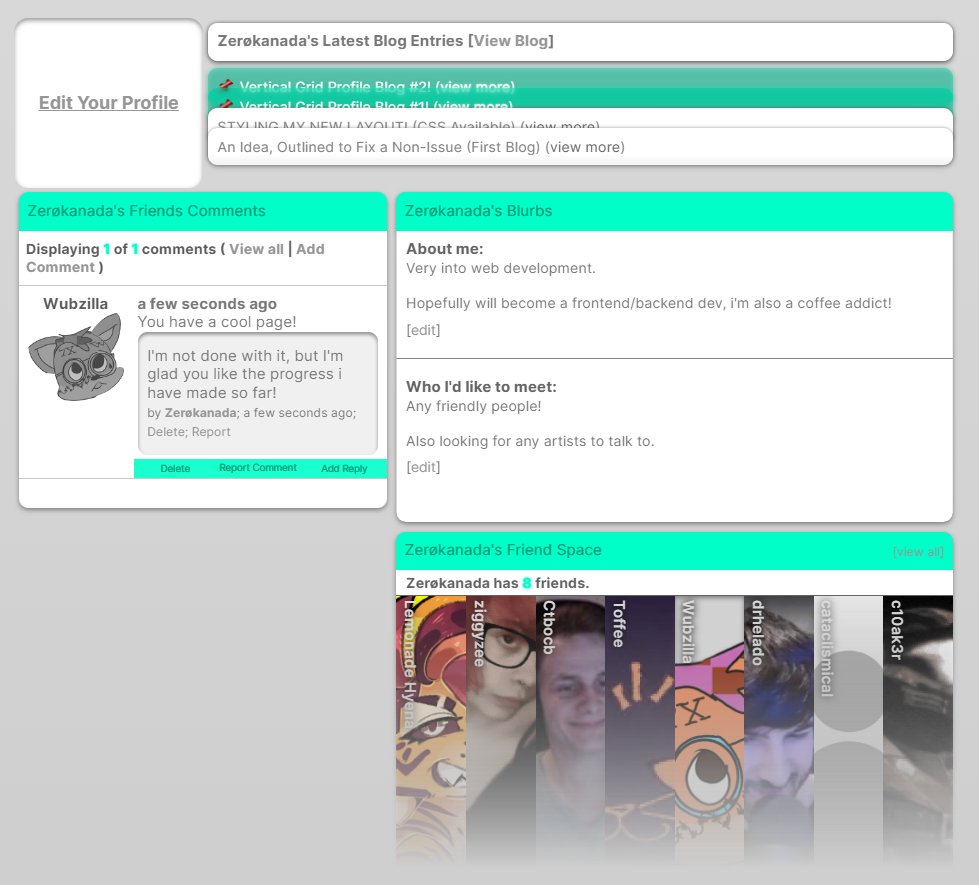 Edit Your Profile
Zerøkanada's Latest Blog Entries [View Blog]
Vertical Grid Profile Blog #2! (view more)
Vertical Grid Profile Blog #1! (view more)
STYLING MY NEW LAYOUT! (CSS Available) (view more)
An Idea, Outlined to Fix a Non-Issue (First Blog) (view more)
Zerøkanada's Friends Comments
Displaying 1 of 1 comments ( View all | Add
Comment )
Wubzilla
a few seconds ago
You have a cool page!
I'm not done with it, but I'm
glad you like the progress i
have made so far!
by Zerøkanada; a few seconds ago;
Delete; Report
Delete Report Comment Add Reply
Zerøkanada's Blurbs
About me:
Very into web development.
Hopefully will become a frontend/backend dev, i'm also a coffee addict!
[edit]
Who I'd like to meet:
Any friendly people!
Also looking for any artists to talk to.
[edit]
Zerøkanada's Friend Space
[view all]
Zerøkanada has 8 friends.
Lemonade Hyena
ziggyzee
Ctbocb
Toffee
Wubzilla
drhelado
cataclismical
c10ak3r